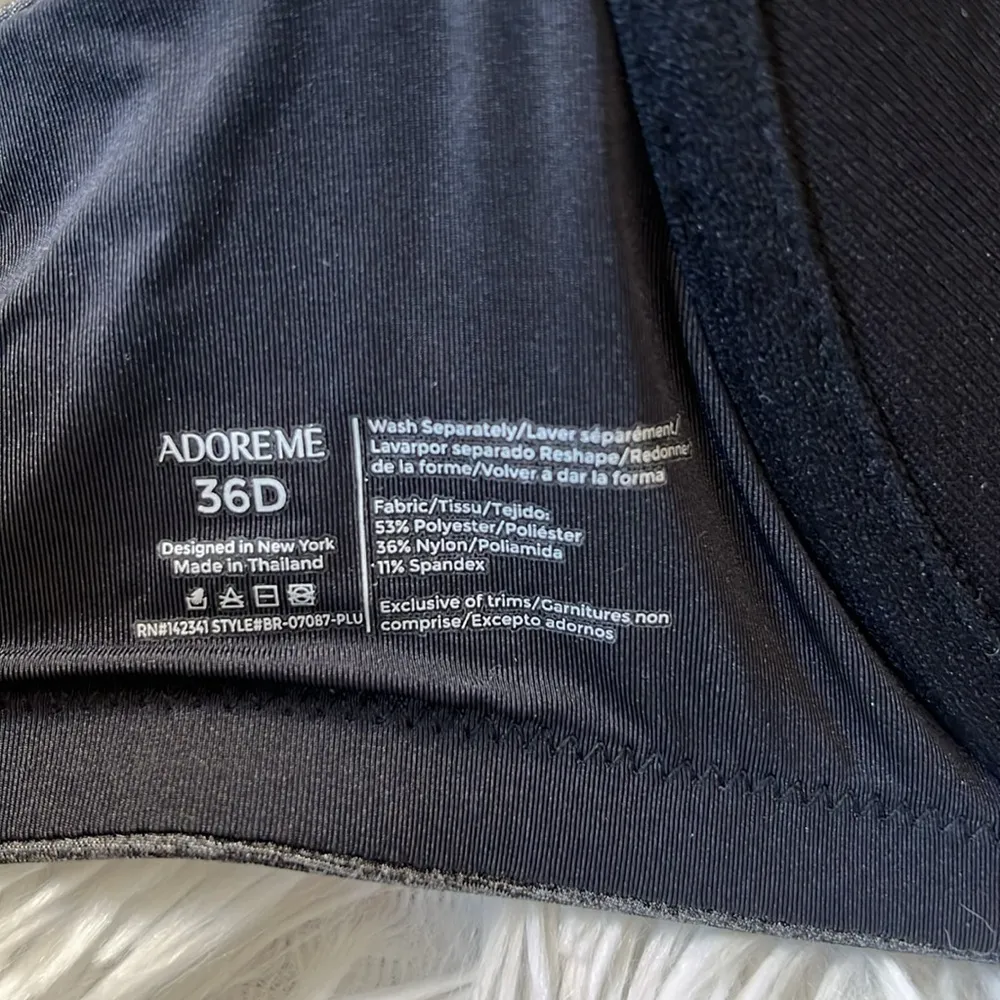 ADORE ME
36D
Designed in New York
Made in Thailand
RN#142341 STYLE#BR-07087-PLU
Wash Separately/Laver séparément/
Lavarpor separado Reshape/Redonner
de la forme/Volver a dar la forma
Fabric/Tissu/Tejido:
53% Polyester/Poliéster
36% Nylon/Poliamida
11% Spandex
Exclusive of trims/Garnitures non
comprise/Excepto adornos